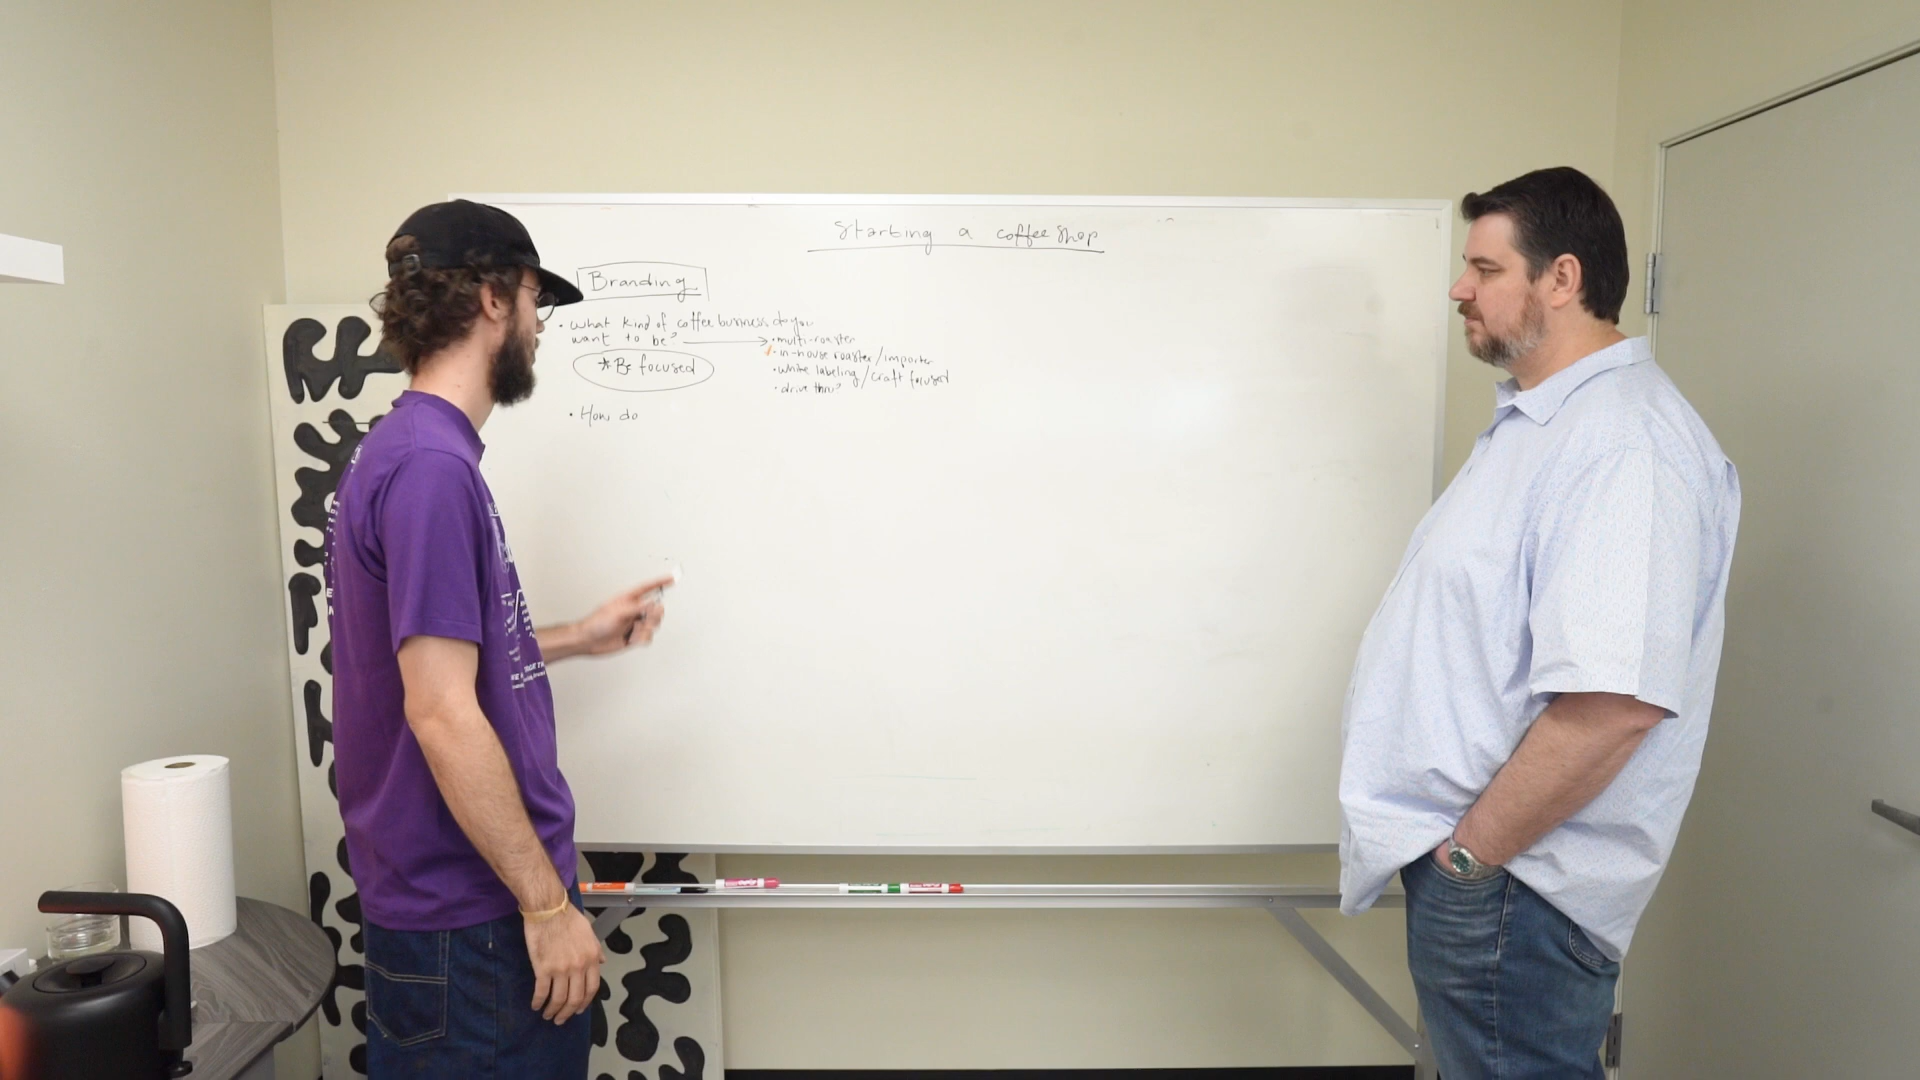 Starting a coffee shop
Branding
• What kind of coffee business do you
want to be?
• multi-roaster
• in-house roaster/importer
• white labeling/craft focused
• drive thru?
*Be focused
• How do